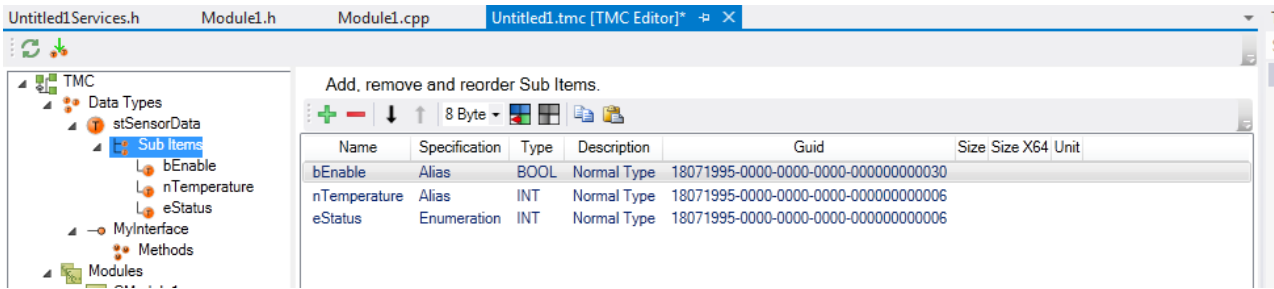 Untitled1Services.h Module1.h Module1.cpp Untitled1.tmc [TMC Editor]*
TMC
Data Types
stSensorData
Sub Items
bEnable
nTemperature
eStatus
MyInterface
Methods
Modules
Add, remove and reorder Sub Items.
8 Byte
Name Specification Type Description Guid Size Size X64 Unit
bEnable Alias BOOL Normal Type 18071995-0000-0000-0000-000000000030
nTemperature Alias INT Normal Type 18071995-0000-0000-0000-000000000006
eStatus Enumeration INT Normal Type 18071995-0000-0000-0000-000000000006